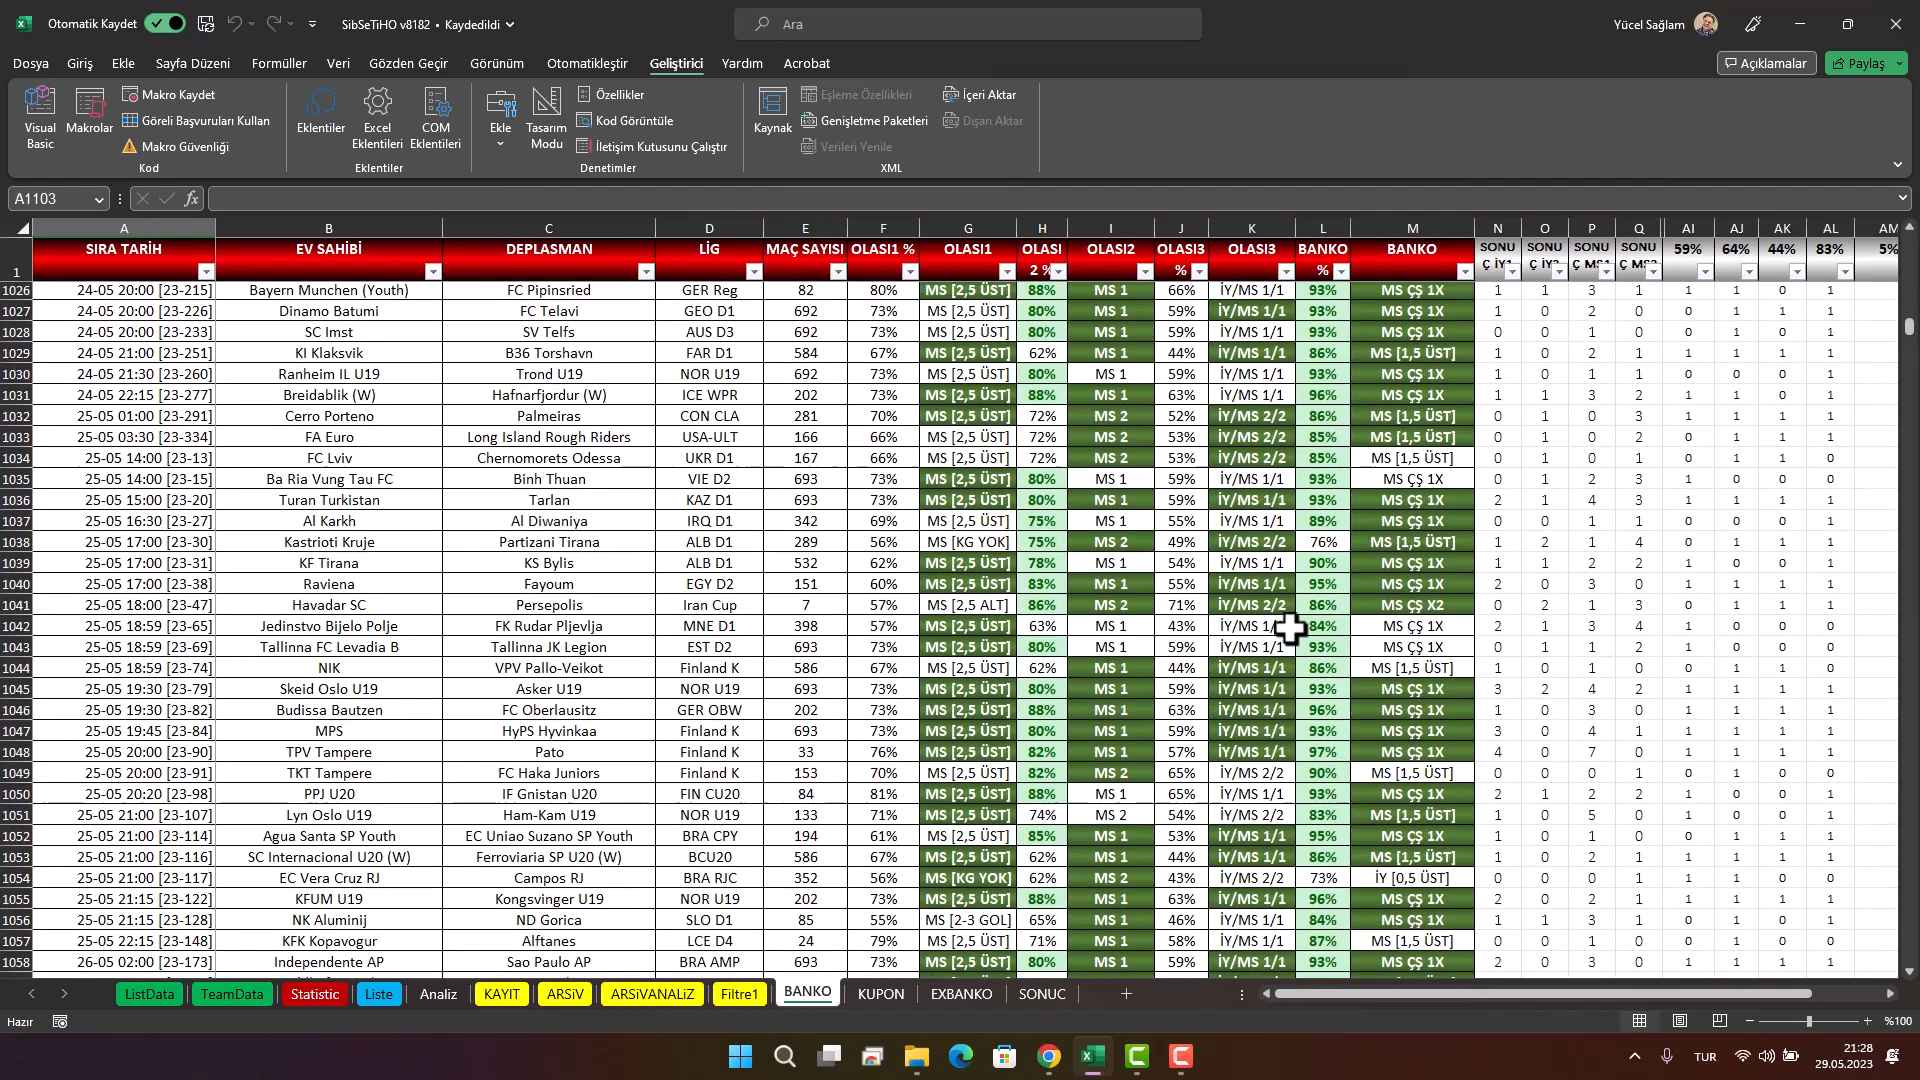 Otomatik Kaydet
SibSeTiHO v8182 • Kaydedildi
Ara
Yücel Sağlam
Dosya Giriş Ekle Sayfa Düzeni Formüller Veri Gözden Geçir Görünüm Otomatikleştir Geliştirici Yardım Acrobat
Açıklamalar Paylaş
Visual Basic
Makrolar
Makro Kaydet
Göreli Başvuruları Kullan
Makro Güvenliği
Kod
Eklentiler
Excel Eklentileri
COM Eklentileri
Eklentiler
Ekle
Tasarım Modu
Özellikler
Kod Görüntüle
İletişim Kutusunu Çalıştır
Denetimler
Kaynak
Eşleme Özellikleri
Genişletme Paketleri
Verileri Yenile
İçeri Aktar
Dışarı Aktar
XML
A1103
fx
A B C D E F G H I J K L M N O P Q AI AJ AK AL AM
1 SIRA TARİH EV SAHİBİ DEPLASMAN LİG MAÇ SAYISI OLASI1 % OLASI1 OLASI 2 % OLASI2 OLASI3 % OLASI3 BANKO % BANKO SONU Ç İY1 SONU Ç İY2 SONU Ç MS1 SONU Ç MS2 59% 64% 44% 83% 5%
1026 24-05 20:00 [23-215] Bayern Munchen (Youth) FC Pipinsried GER Reg 82 80% MS [2,5 ÜST] 88% MS 1 66% İY/MS 1/1 93% MS ÇŞ 1X 1 1 3 1 1 1 0 1
1027 24-05 20:00 [23-226] Dinamo Batumi FC Telavi GEO D1 692 73% MS [2,5 ÜST] 80% MS 1 59% İY/MS 1/1 93% MS ÇŞ 1X 1 0 2 0 0 1 1 1
1028 24-05 20:00 [23-233] SC Imst SV Telfs AUS D3 692 73% MS [2,5 ÜST] 80% MS 1 59% İY/MS 1/1 93% MS ÇŞ 1X 0 0 1 0 0 1 0 1
1029 24-05 21:00 [23-251] KI Klaksvik B36 Torshavn FAR D1 584 67% MS [2,5 ÜST] 62% MS 1 44% İY/MS 1/1 86% MS [1,5 ÜST] 1 0 2 1 1 1 1 1
1030 24-05 21:30 [23-260] Ranheim IL U19 Trond U19 NOR U19 692 73% MS [2,5 ÜST] 80% MS 1 59% İY/MS 1/1 93% MS ÇŞ 1X 1 0 1 1 0 0 0 1
1031 24-05 22:15 [23-277] Breidablik (W) Hafnarfjordur (W) ICE WPR 202 73% MS [2,5 ÜST] 88% MS 1 63% İY/MS 1/1 96% MS ÇŞ 1X 1 1 3 2 1 1 0 1
1032 25-05 01:00 [23-291] Cerro Porteno Palmeiras CON CLA 281 70% MS [2,5 ÜST] 72% MS 2 52% İY/MS 2/2 86% MS [1,5 ÜST] 0 1 0 3 1 1 1 1
1033 25-05 03:30 [23-334] FA Euro Long Island Rough Riders USA-ULT 166 66% MS [2,5 ÜST] 72% MS 2 53% İY/MS 2/2 85% MS [1,5 ÜST] 0 1 0 2 0 1 1 1
1034 25-05 14:00 [23-13] FC Lviv Chernomorets Odessa UKR D1 167 66% MS [2,5 ÜST] 72% MS 2 53% İY/MS 2/2 85% MS [1,5 ÜST] 0 1 0 1 0 1 1 0
1035 25-05 14:00 [23-15] Ba Ria Vung Tau FC Binh Thuan VIE D2 693 73% MS [2,5 ÜST] 80% MS 1 59% İY/MS 1/1 93% MS ÇŞ 1X 0 1 2 3 1 0 0 0
1036 25-05 15:00 [23-20] Turan Turkistan Tarlan KAZ D1 693 73% MS [2,5 ÜST] 80% MS 1 59% İY/MS 1/1 93% MS ÇŞ 1X 2 1 4 3 1 1 1 1
1037 25-05 16:30 [23-27] Al Karkh Al Diwaniya IRQ D1 342 69% MS [2,5 ÜST] 75% MS 1 55% İY/MS 1/1 89% MS ÇŞ 1X 0 0 1 1 0 0 0 1
1038 25-05 17:00 [23-30] Kastrioti Kruje Partizani Tirana ALB D1 289 56% MS [KG YOK] 75% MS 2 49% İY/MS 2/2 76% MS [1,5 ÜST] 1 2 1 4 0 1 1 1
1039 25-05 17:00 [23-31] KF Tirana KS Bylis ALB D1 532 62% MS [2,5 ÜST] 78% MS 1 54% İY/MS 1/1 90% MS ÇŞ 1X 1 1 2 2 1 0 0 1
1040 25-05 17:00 [23-38] Raviena Fayoum EGY D2 151 60% MS [2,5 ÜST] 83% MS 1 55% İY/MS 1/1 95% MS ÇŞ 1X 2 0 3 0 1 1 1 1
1041 25-05 18:00 [23-47] Havadar SC Persepolis Iran Cup 7 57% MS [2,5 ALT] 86% MS 2 71% İY/MS 2/2 86% MS ÇŞ X2 0 2 1 3 0 1 1 1
1042 25-05 18:59 [23-65] Jedinstvo Bijelo Polje FK Rudar Pljevlja MNE D1 398 57% MS [2,5 ÜST] 63% MS 1 43% İY/MS 1/ 84% MS ÇŞ 1X 2 1 3 4 1 0 0 0
1043 25-05 18:59 [23-69] Tallinna FC Levadia B Tallinna JK Legion EST D2 693 73% MS [2,5 ÜST] 80% MS 1 59% İY/MS 1/1 93% MS ÇŞ 1X 0 1 1 2 1 0 0 0
1044 25-05 18:59 [23-74] NIK VPV Pallo-Veikot Finland K 586 67% MS [2,5 ÜST] 62% MS 1 44% İY/MS 1/1 86% MS [1,5 ÜST] 1 0 1 0 0 1 1 0
1045 25-05 19:30 [23-79] Skeid Oslo U19 Asker U19 NOR U19 693 73% MS [2,5 ÜST] 80% MS 1 59% İY/MS 1/1 93% MS ÇŞ 1X 3 2 4 2 1 1 1 1
1046 25-05 19:30 [23-82] Budissa Bautzen FC Oberlausitz GER OBW 202 73% MS [2,5 ÜST] 88% MS 1 63% İY/MS 1/1 96% MS ÇŞ 1X 1 0 3 0 1 1 1 1
1047 25-05 19:45 [23-84] MPS HyPS Hyvinkaa Finland K 693 73% MS [2,5 ÜST] 80% MS 1 59% İY/MS 1/1 93% MS ÇŞ 1X 3 0 4 1 1 1 1 1
1048 25-05 20:00 [23-90] TPV Tampere Pato Finland K 33 76% MS [2,5 ÜST] 82% MS 1 57% İY/MS 1/1 97% MS ÇŞ 1X 4 0 7 0 1 1 1 1
1049 25-05 20:00 [23-91] TKT Tampere FC Haka Juniors Finland K 153 70% MS [2,5 ÜST] 82% MS 2 65% İY/MS 2/2 90% MS [1,5 ÜST] 0 0 0 1 0 1 0 0
1050 25-05 20:20 [23-98] PPJ U20 IF Gnistan U20 FIN CU20 84 81% MS [2,5 ÜST] 88% MS 1 65% İY/MS 1/1 93% MS ÇŞ 1X 2 1 2 2 1 0 0 1
1051 25-05 21:00 [23-107] Lyn Oslo U19 Ham-Kam U19 NOR U19 133 71% MS [2,5 ÜST] 74% MS 2 54% İY/MS 2/2 83% MS [1,5 ÜST] 1 0 5 0 1 0 0 1
1052 25-05 21:00 [23-114] Agua Santa SP Youth EC Uniao Suzano SP Youth BRA CPY 194 61% MS [2,5 ÜST] 85% MS 1 53% İY/MS 1/1 95% MS ÇŞ 1X 1 0 1 0 0 1 1 1
1053 25-05 21:00 [23-116] SC Internacional U20 (W) Ferroviaria SP U20 (W) BCU20 586 67% MS [2,5 ÜST] 62% MS 1 44% İY/MS 1/1 86% MS [1,5 ÜST] 1 0 2 1 1 1 1 1
1054 25-05 21:00 [23-117] EC Vera Cruz RJ Campos RJ BRA RJC 352 56% MS [KG YOK] 62% MS 2 43% İY/MS 2/2 73% İY [0,5 ÜST] 0 0 0 1 1 1 0 0
1055 25-05 21:15 [23-122] KFUM U19 Kongsvinger U19 NOR U19 202 73% MS [2,5 ÜST] 88% MS 1 63% İY/MS 1/1 96% MS ÇŞ 1X 2 0 2 1 1 1 1 1
1056 25-05 21:15 [23-128] NK Aluminij ND Gorica SLO D1 85 55% MS [2-3 GOL] 65% MS 1 46% İY/MS 1/1 84% MS ÇŞ 1X 1 1 3 1 0 1 0 1
1057 25-05 22:15 [23-148] KFK Kopavogur Alftanes LCE D4 24 79% MS [2,5 ÜST] 71% MS 1 58% İY/MS 1/1 87% MS [1,5 ÜST] 0 0 1 0 0 1 0 0
1058 26-05 02:00 [23-173] Independente AP Sao Paulo AP BRA AMP 693 73% MS [2,5 ÜST] 80% MS 1 59% İY/MS 1/1 93% MS ÇŞ 1X 2 0 3 0 1 1 1 1
ListData TeamData Statistic Liste Analiz KAYIT ARSiV ARSiVANALiZ Filtre1 BANKO KUPON EXBANKO SONUC
Hazır
%100
TUR
21:28
29.05.2023